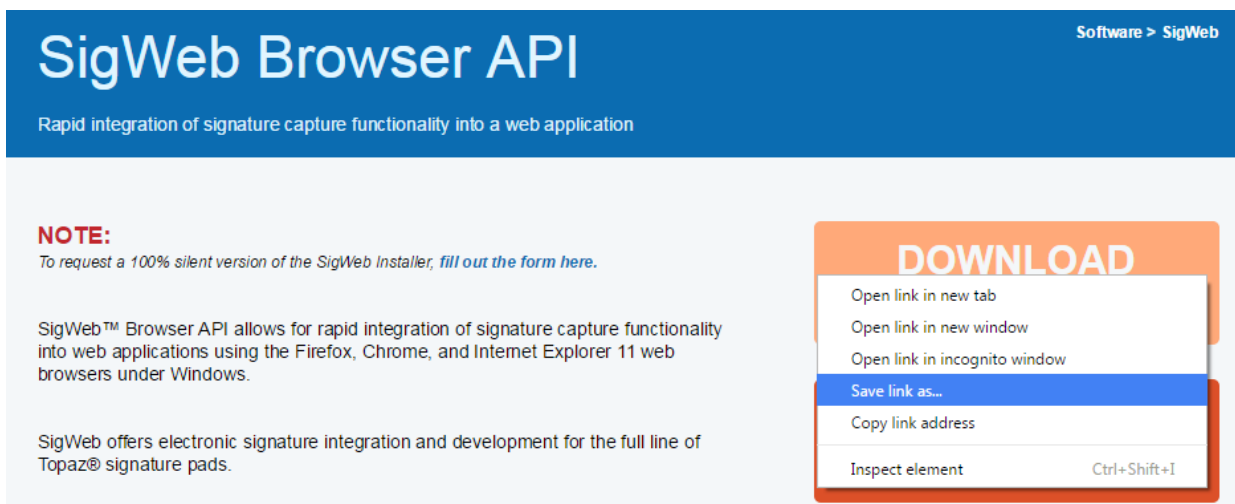 SigWeb Browser API
Software > SigWeb
Rapid integration of signature capture functionality into a web application
NOTE:
To request a 100% silent version of the SigWeb Installer, fill out the form here.
SigWeb™ Browser API allows for rapid integration of signature capture functionality
into web applications using the Firefox, Chrome, and Internet Explorer 11 web
browsers under Windows.
SigWeb offers electronic signature integration and development for the full line of
Topaz® signature pads.
DOWNLOAD
Open link in new tab
Open link in new window
Open link in incognito window
Save link as...
Copy link address
Inspect element Ctrl+Shift+I